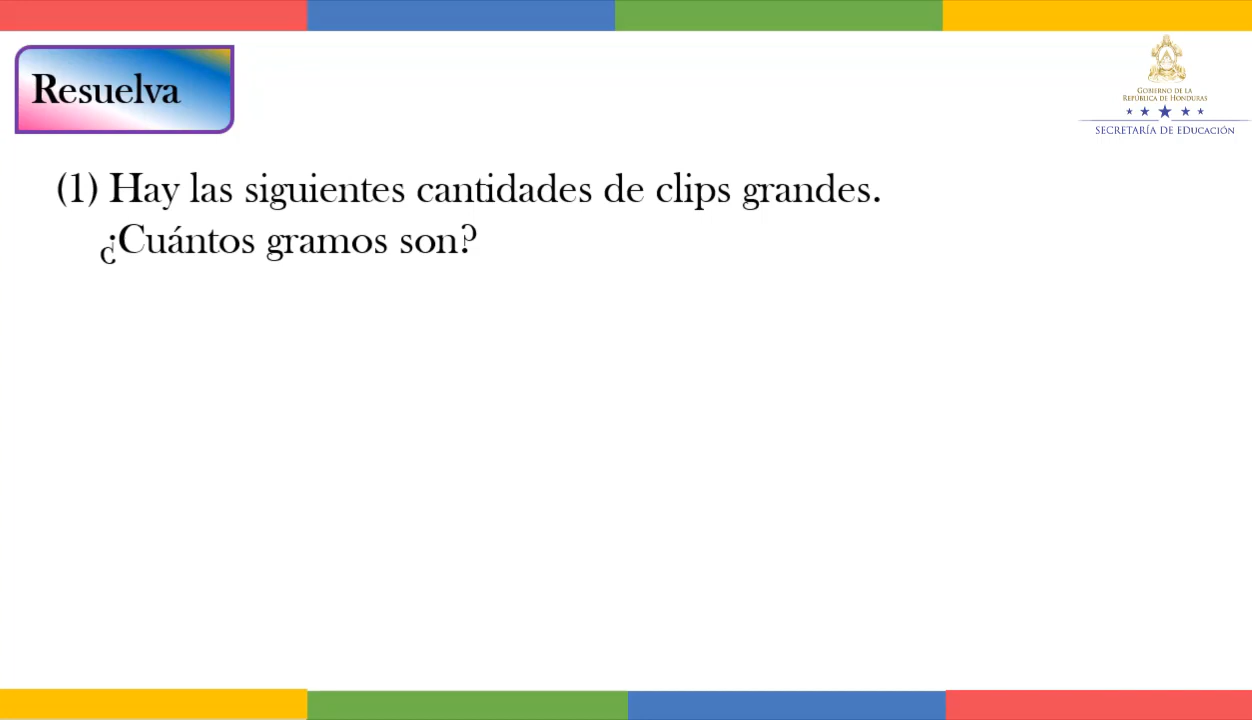 Resuelva
GOBIERNO DE LA
REPÚBLICA DE HONDURAS
SECRETARÍA DE EDUCACIÓN
(1) Hay las siguientes cantidades de clips grandes.
¿Cuántos gramos son?